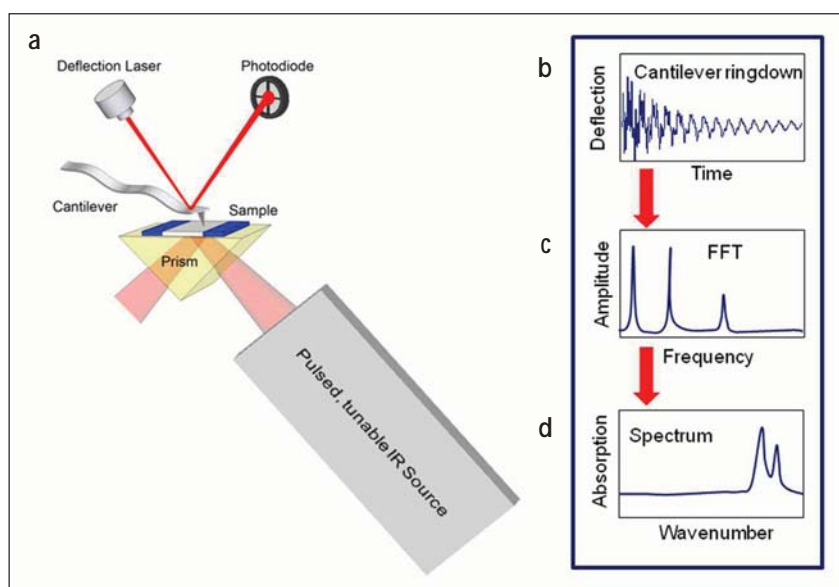 a
Deflection Laser
Photodiode
Cantilever
Sample
Prism
Pulsed, tunable IR Source
b
Deflection
Cantilever ringdown
Time
c
Amplitude
FFT
Frequency
d
Absorption
Spectrum
Wavenumber